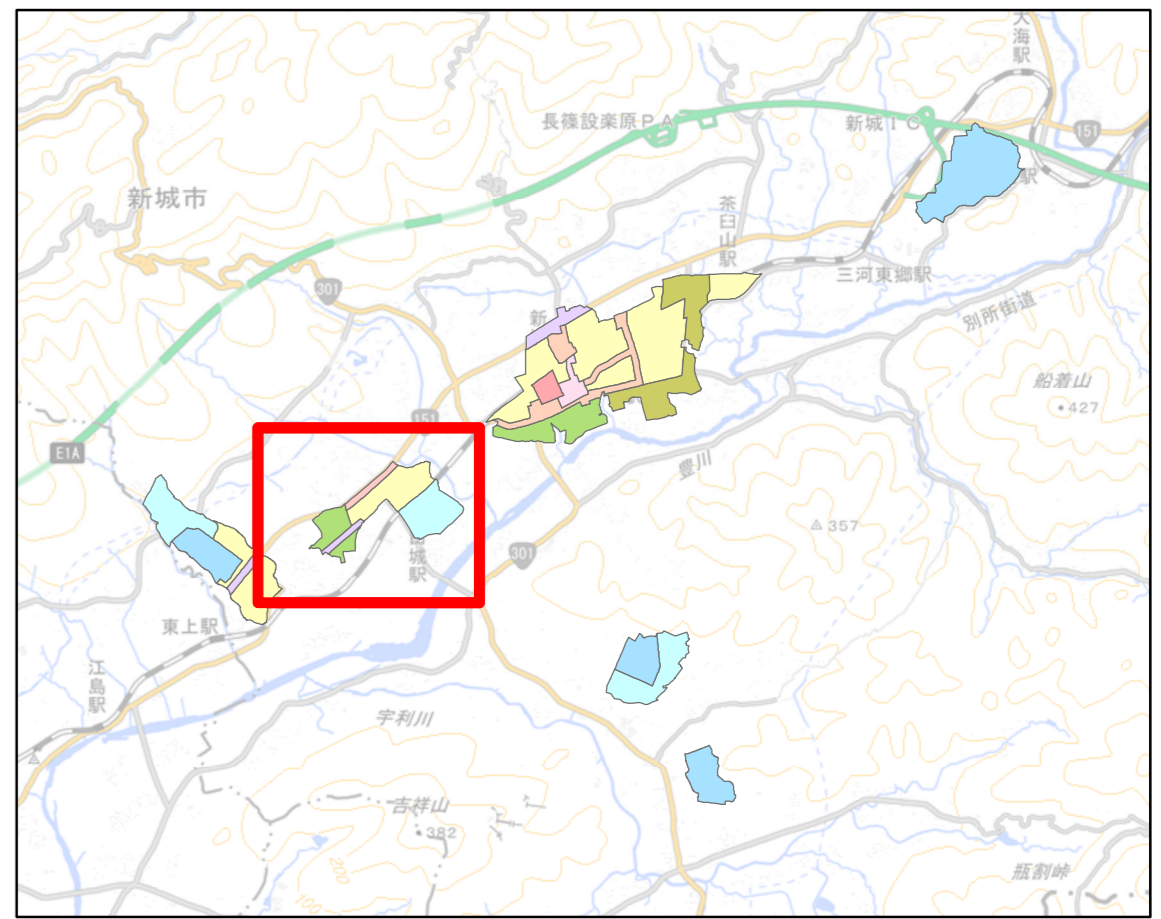 大海駅
長篠設楽原PA
新城IC
151
駅
新城市
茶臼山駅
三河東郷駅
301
別所街道
新
船着山
・427
151
E1A
豊川
357
城駅
301
東上駅
江島駅
宇利川
吉祥山
・382
200
100
瓶割峠